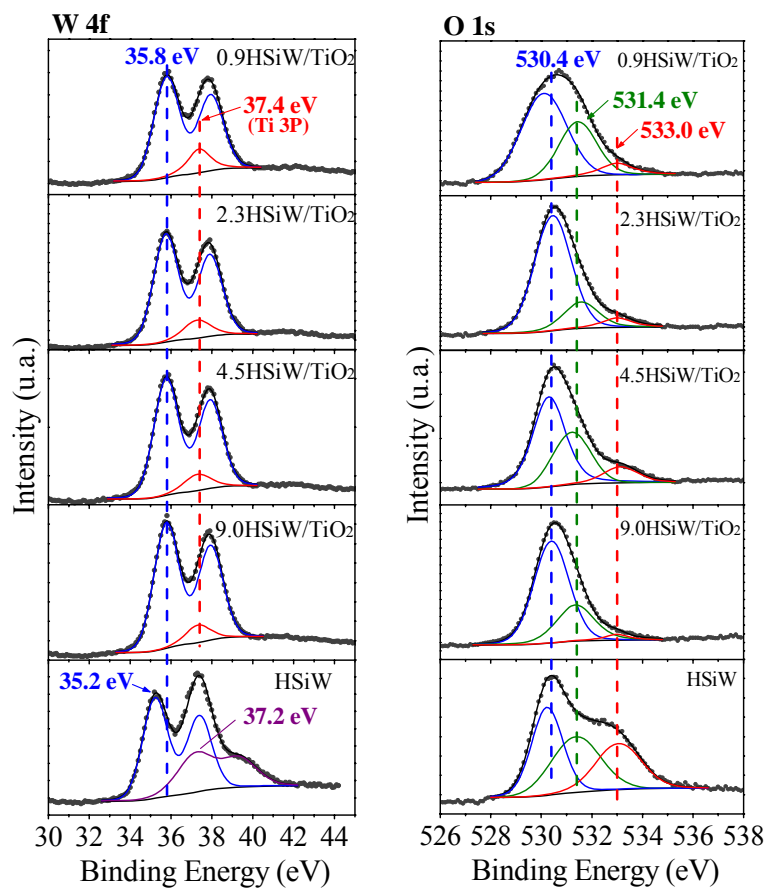 W 4f
35.8 eV
0.9HSiW/TiO2
37.4 eV
(Ti 3P)
2.3HSiW/TiO2
4.5HSiW/TiO2
9.0HSiW/TiO2
35.2 eV
HSiW
37.2 eV
30 32 34 36 38 40 42 44
Binding Energy (eV)
Intensity (u.a.)
O 1s
530.4 eV
0.9HSiW/TiO2
531.4 eV
533.0 eV
2.3HSiW/TiO2
4.5HSiW/TiO2
9.0HSiW/TiO2
HSiW
526 528 530 532 534 536 538
Binding Energy (eV)
Intensity (u.a.)